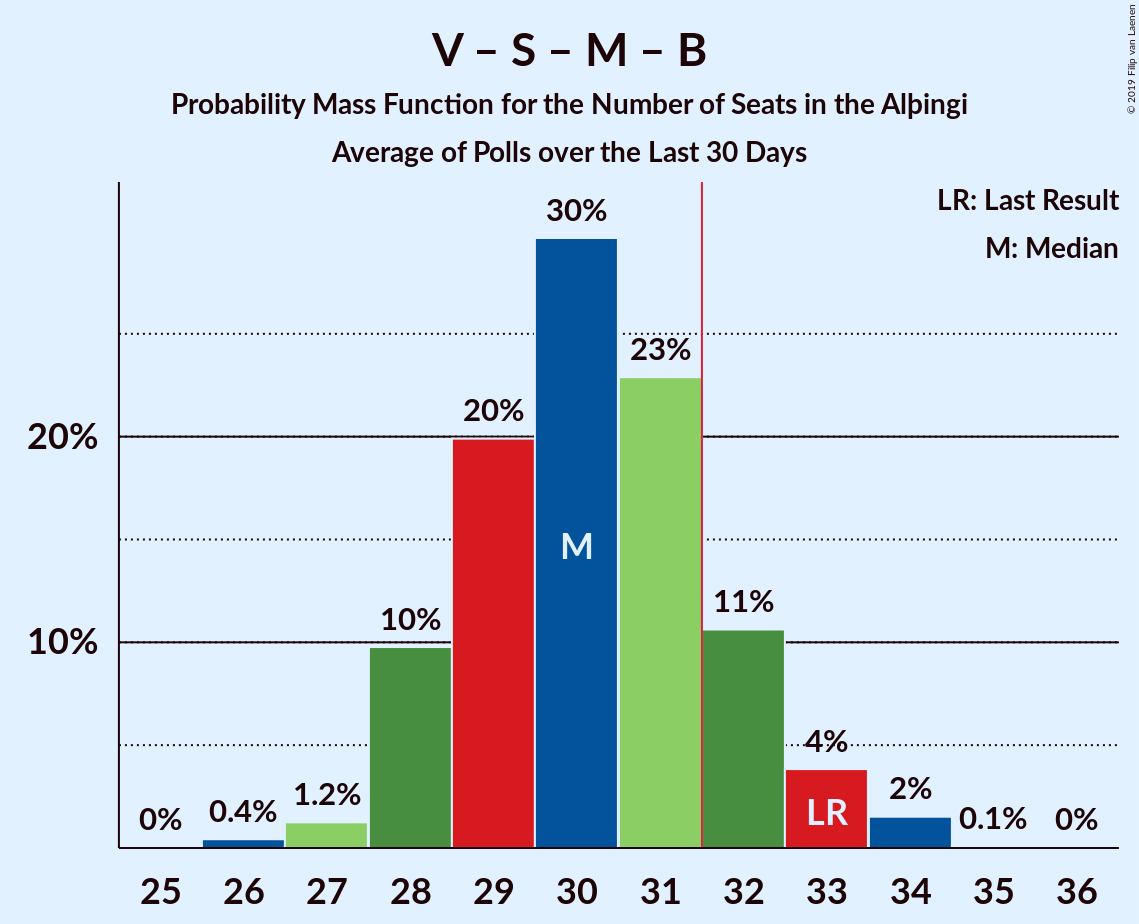 V – S – M – B
Probability Mass Function for the Number of Seats in the Alþingi
Average of Polls over the Last 30 Days
© 2019 Filip van Laenen
LR: Last Result
M: Median
30%
23%
20%
20%
M
11%
10%
10%
4%
2%
1.2%
0.4%
0%
LR
0.1%
0%
25 26 27 28 29 30 31 32 33 34 35 36